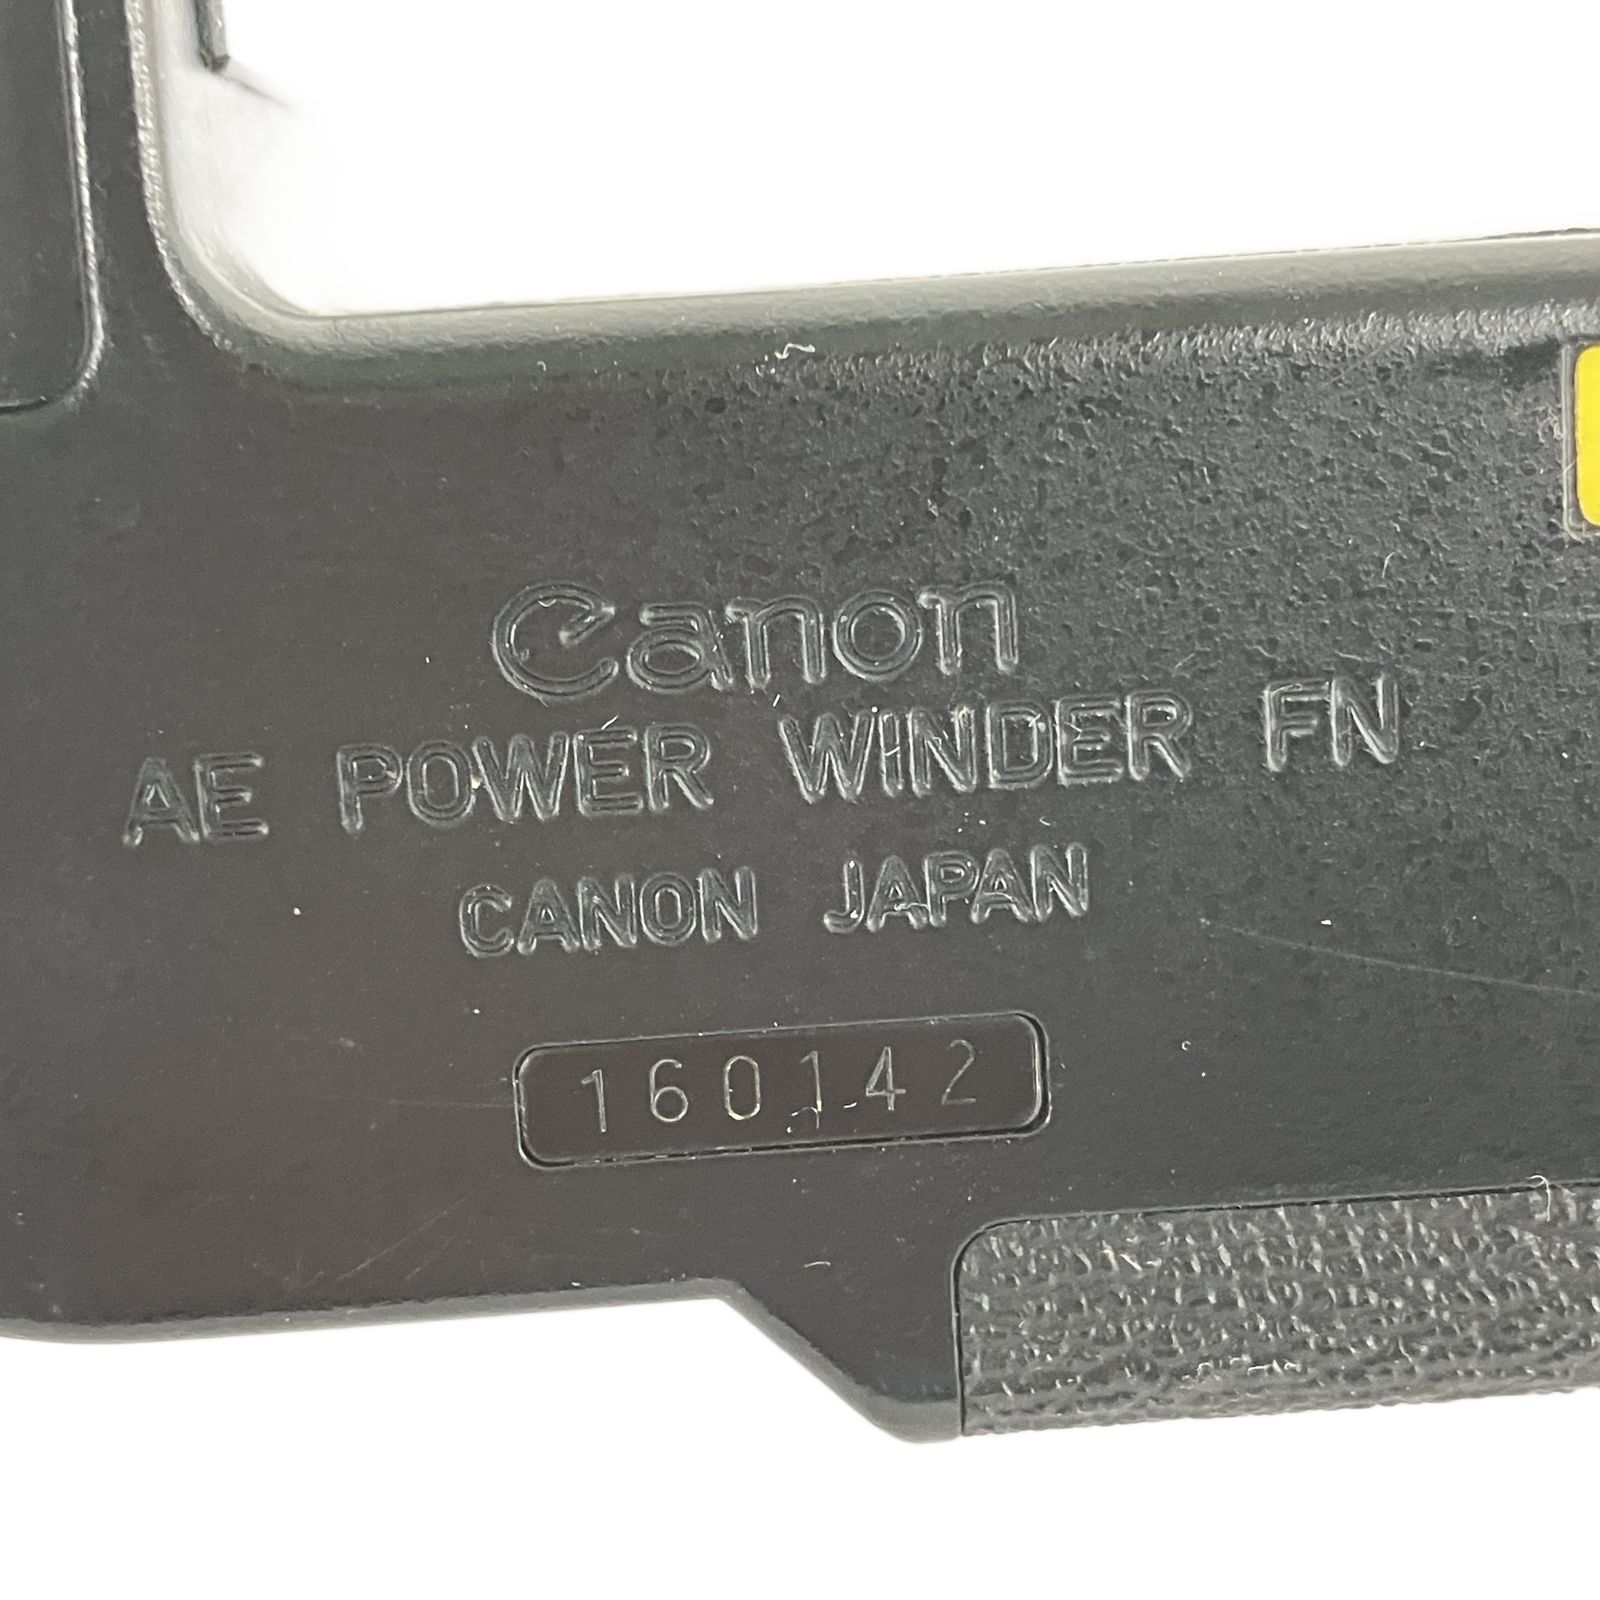 Canon
AE POWER WINDER FN
CANON JAPAN
160142